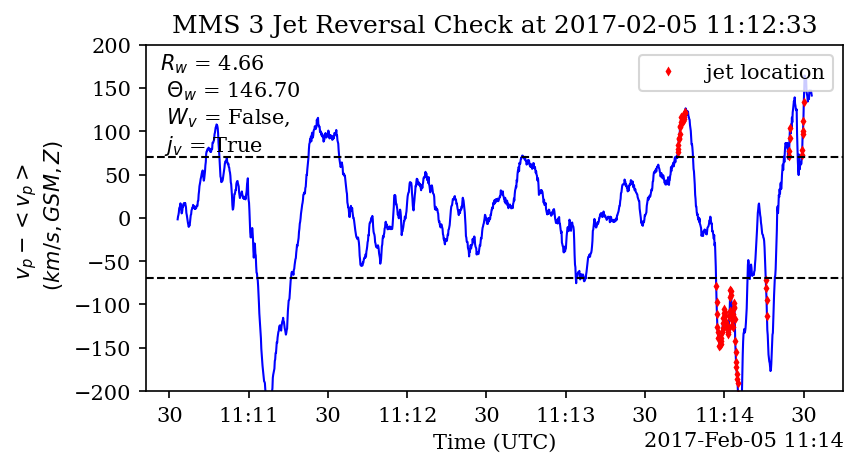 MMS 3 Jet Reversal Check at 2017-02-05 11:12:33
R_w = 4.66
Θ_w = 146.70
W_v = False,
j_v = True
jet location
200
150
100
50
0
−50
−100
−150
−200
v_p − < v_p >
(km/s, GSM, Z)
30 11:11 30 11:12 30 11:13 30 11:14 30
Time (UTC)
2017-Feb-05 11:14